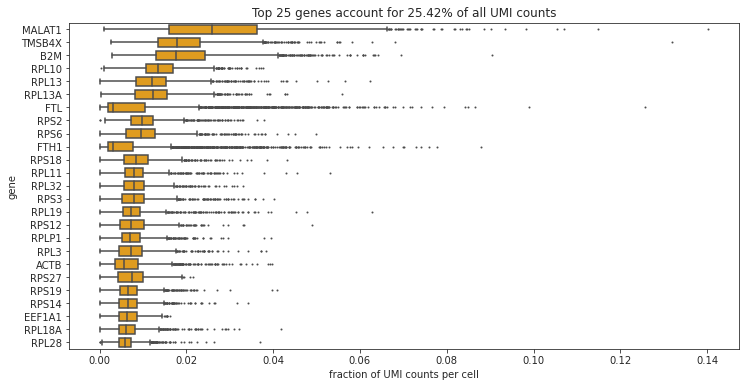 Top 25 genes account for 25.42% of all UMI counts
MALAT1
TMSB4X
B2M
RPL10
RPL13
RPL13A
FTL
RPS2
RPS6
FTH1
RPS18
RPL11
RPL32
RPS3
RPL19
RPS12
RPLP1
RPL3
ACTB
RPS27
RPS19
RPS14
EEF1A1
RPL18A
RPL28
gene
0.00 0.02 0.04 0.06 0.08 0.10 0.12 0.14
fraction of UMI counts per cell